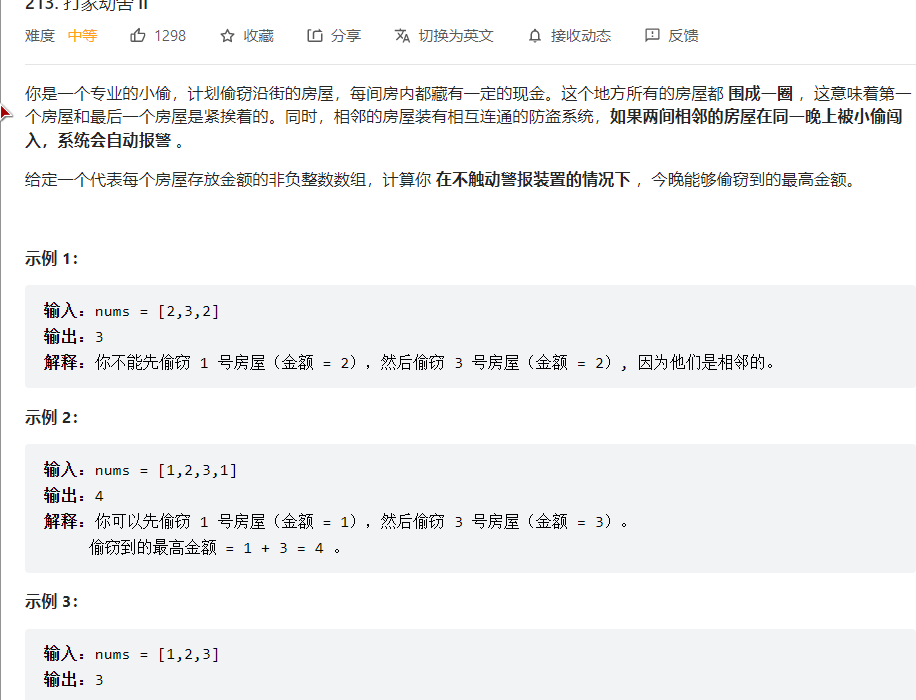 213. 打家劫舍 II
难度 中等 1298 收藏 分享 切换为英文 接收动态 反馈
你是一个专业的小偷，计划偷窃沿街的房屋，每间房内都藏有一定的现金。这个地方所有的房屋都 围成一圈 ，这意味着第一
个房屋和最后一个房屋是紧挨着的。同时，相邻的房屋装有相互连通的防盗系统，如果两间相邻的房屋在同一晚上被小偷闯
入，系统会自动报警 。
给定一个代表每个房屋存放金额的非负整数数组，计算你 在不触动警报装置的情况下 ，今晚能够偷窃到的最高金额。
示例 1：
输入：nums = [2,3,2]
输出：3
解释：你不能先偷窃 1 号房屋（金额 = 2），然后偷窃 3 号房屋（金额 = 2）, 因为他们是相邻的。
示例 2：
输入：nums = [1,2,3,1]
输出：4
解释：你可以先偷窃 1 号房屋（金额 = 1），然后偷窃 3 号房屋（金额 = 3）。
偷窃到的最高金额 = 1 + 3 = 4 。
示例 3：
输入：nums = [1,2,3]
输出：3